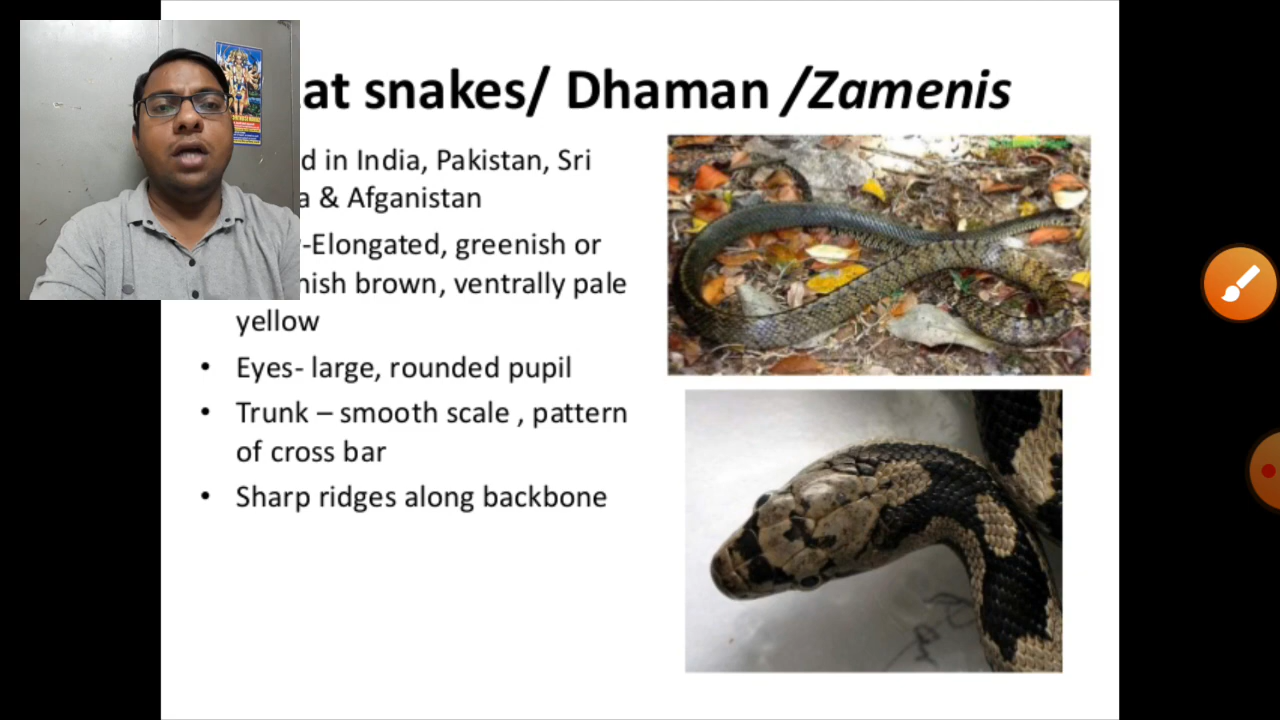 at snakes/ Dhaman /Zamenis
d in India, Pakistan, Sri
a & Afganistan
-Elongated, greenish or
nish brown, ventrally pale
yellow
• Eyes- large, rounded pupil
• Trunk – smooth scale , pattern
of cross bar
• Sharp ridges along backbone